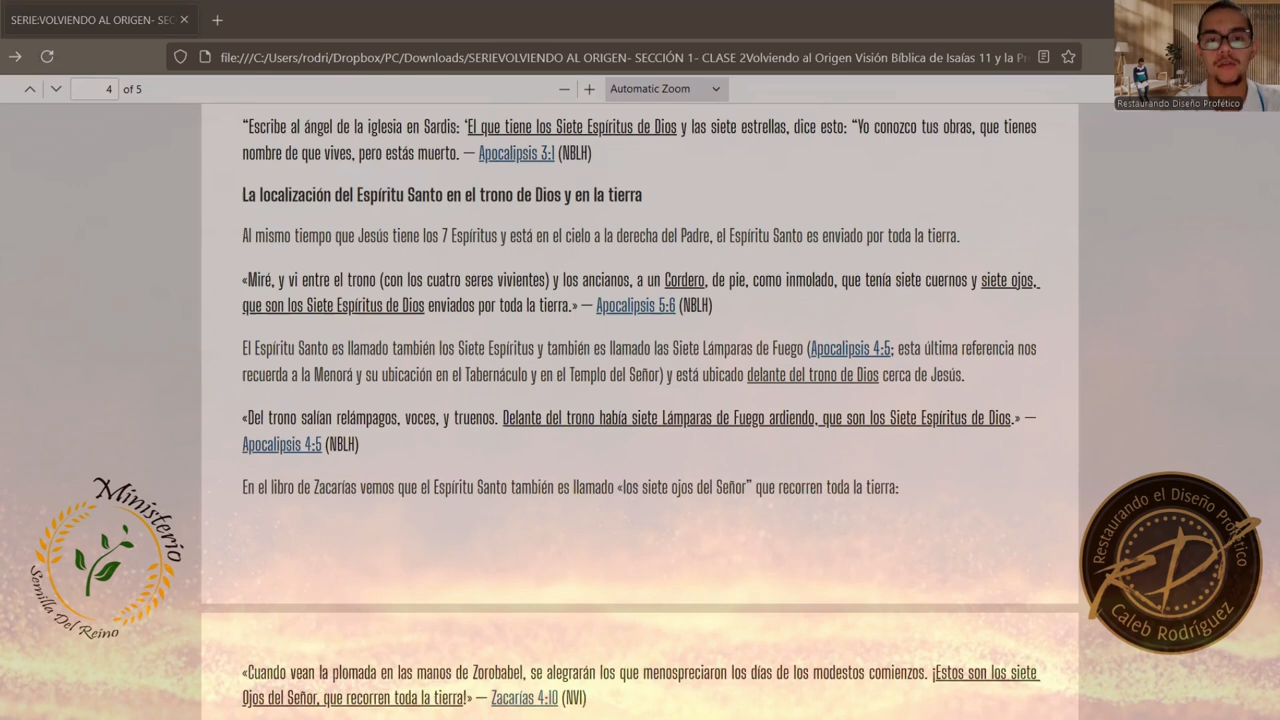 SERIE:VOLVIENDO AL ORIGEN- SEC
file:///C:/Users/rodri/Dropbox/PC/Downloads/SERIEVOLVIENDO AL ORIGEN- SECCIÓN 1- CLASE 2Volviendo al Origen Visión Bíblica de Isaías 11 y la Pr
4 of 5
Automatic Zoom
Restaurando Diseño Profético
“Escribe al ángel de la iglesia en Sardis: ‘El que tiene los Siete Espíritus de Dios y las siete estrellas, dice esto: “Yo conozco tus obras, que tienes
nombre de que vives, pero estás muerto. — Apocalipsis 3:1 (NBLH)
La localización del Espíritu Santo en el trono de Dios y en la tierra
Al mismo tiempo que Jesús tiene los 7 Espíritus y está en el cielo a la derecha del Padre, el Espíritu Santo es enviado por toda la tierra.
«Miré, y vi entre el trono (con los cuatro seres vivientes) y los ancianos, a un Cordero, de pie, como inmolado, que tenía siete cuernos y siete ojos,
que son los Siete Espíritus de Dios enviados por toda la tierra.» — Apocalipsis 5:6 (NBLH)
El Espíritu Santo es llamado también los Siete Espíritus y también es llamado las Siete Lámparas de Fuego (Apocalipsis 4:5; esta última referencia nos
recuerda a la Menorá y su ubicación en el Tabernáculo y en el Templo del Señor) y está ubicado delante del trono de Dios cerca de Jesús.
«Del trono salían relámpagos, voces, y truenos. Delante del trono había siete Lámparas de Fuego ardiendo, que son los Siete Espíritus de Dios.» —
Apocalipsis 4:5 (NBLH)
En el libro de Zacarías vemos que el Espíritu Santo también es llamado «los siete ojos del Señor” que recorren toda la tierra:
«Cuando vean la plomada en las manos de Zorobabel, se alegrarán los que menospreciaron los días de los modestos comienzos. ¡Estos son los siete
Ojos del Señor, que recorren toda la tierra!» — Zacarías 4:10 (NVI)
Ministerio
Semilla Del Reino
Restaurando el Diseño Profético
RD
Caleb Rodríguez